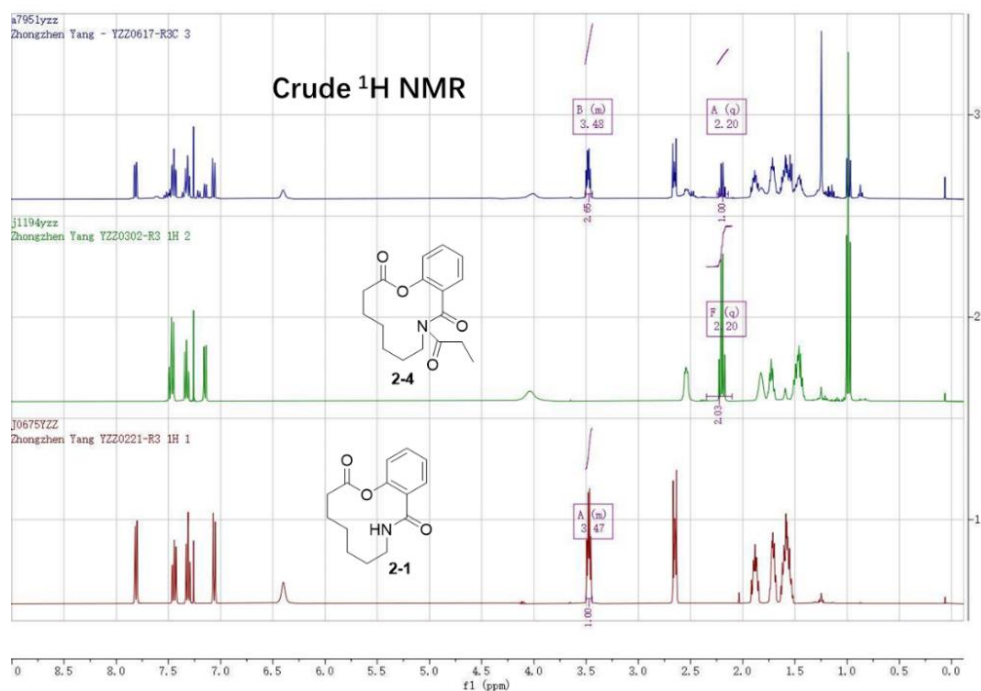 a7951yzz
Zhongzhen Yang - YZZ0617-R3C 3
Crude ¹H NMR
B (m)
3.48
A (q)
2.20
3
2.65
1.00
j1194yzz
Zhongzhen Yang YZZ0302-R3 1H 2
O
O
O
N
O
2-4
(q)
2.20
2
2.03
J0675YZZ
Zhongzhen Yang YZZ0221-R3 1H 1
O
O
HN
O
2-1
A (m)
3.47
1
1.00
0 8.5 8.0 7.5 7.0 6.5 6.0 5.5 5.0 4.5 4.0 3.5 3.0 2.5 2.0 1.5 1.0 0.5 0.0
f1 (ppm)